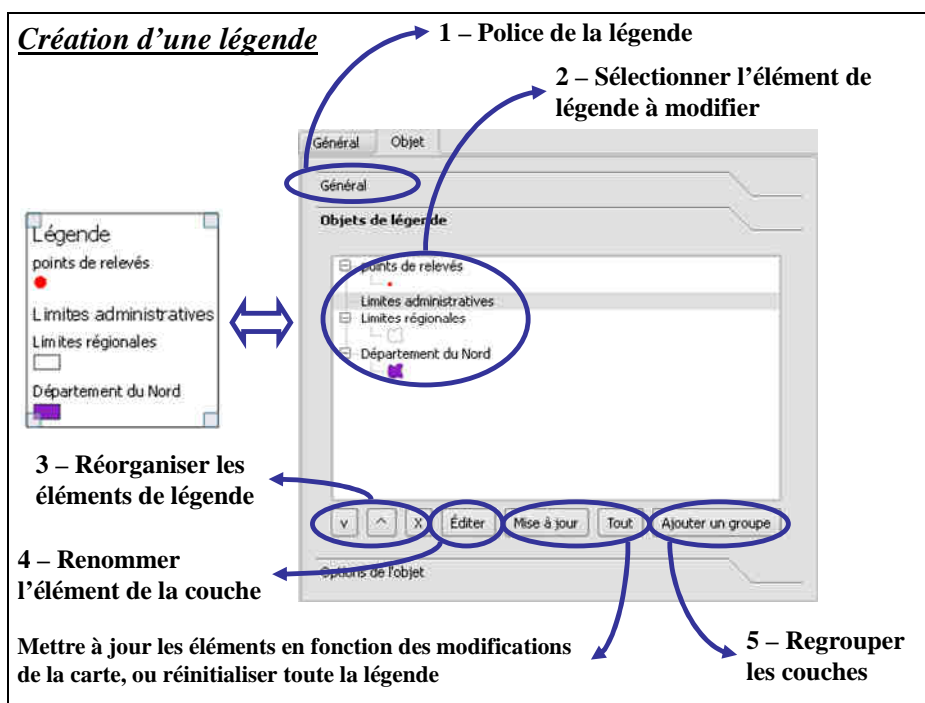 Création d'une légende
1 – Police de la légende
2 – Sélectionner l'élément de
légende à modifier
Général Objet
Général
Objets de légende
points de relevés
Limites administratives
Limites régionales
Département du Nord
Légende
points de relevés
Limites administratives
Limites régionales
Département du Nord
3 – Réorganiser les
éléments de légende
v ^ X Éditer Mise à jour Tout Ajouter un groupe
4 – Renommer
l'élément de la couche
Options de l'objet
Mettre à jour les éléments en fonction des modifications
de la carte, ou réinitialiser toute la légende
5 – Regrouper
les couches